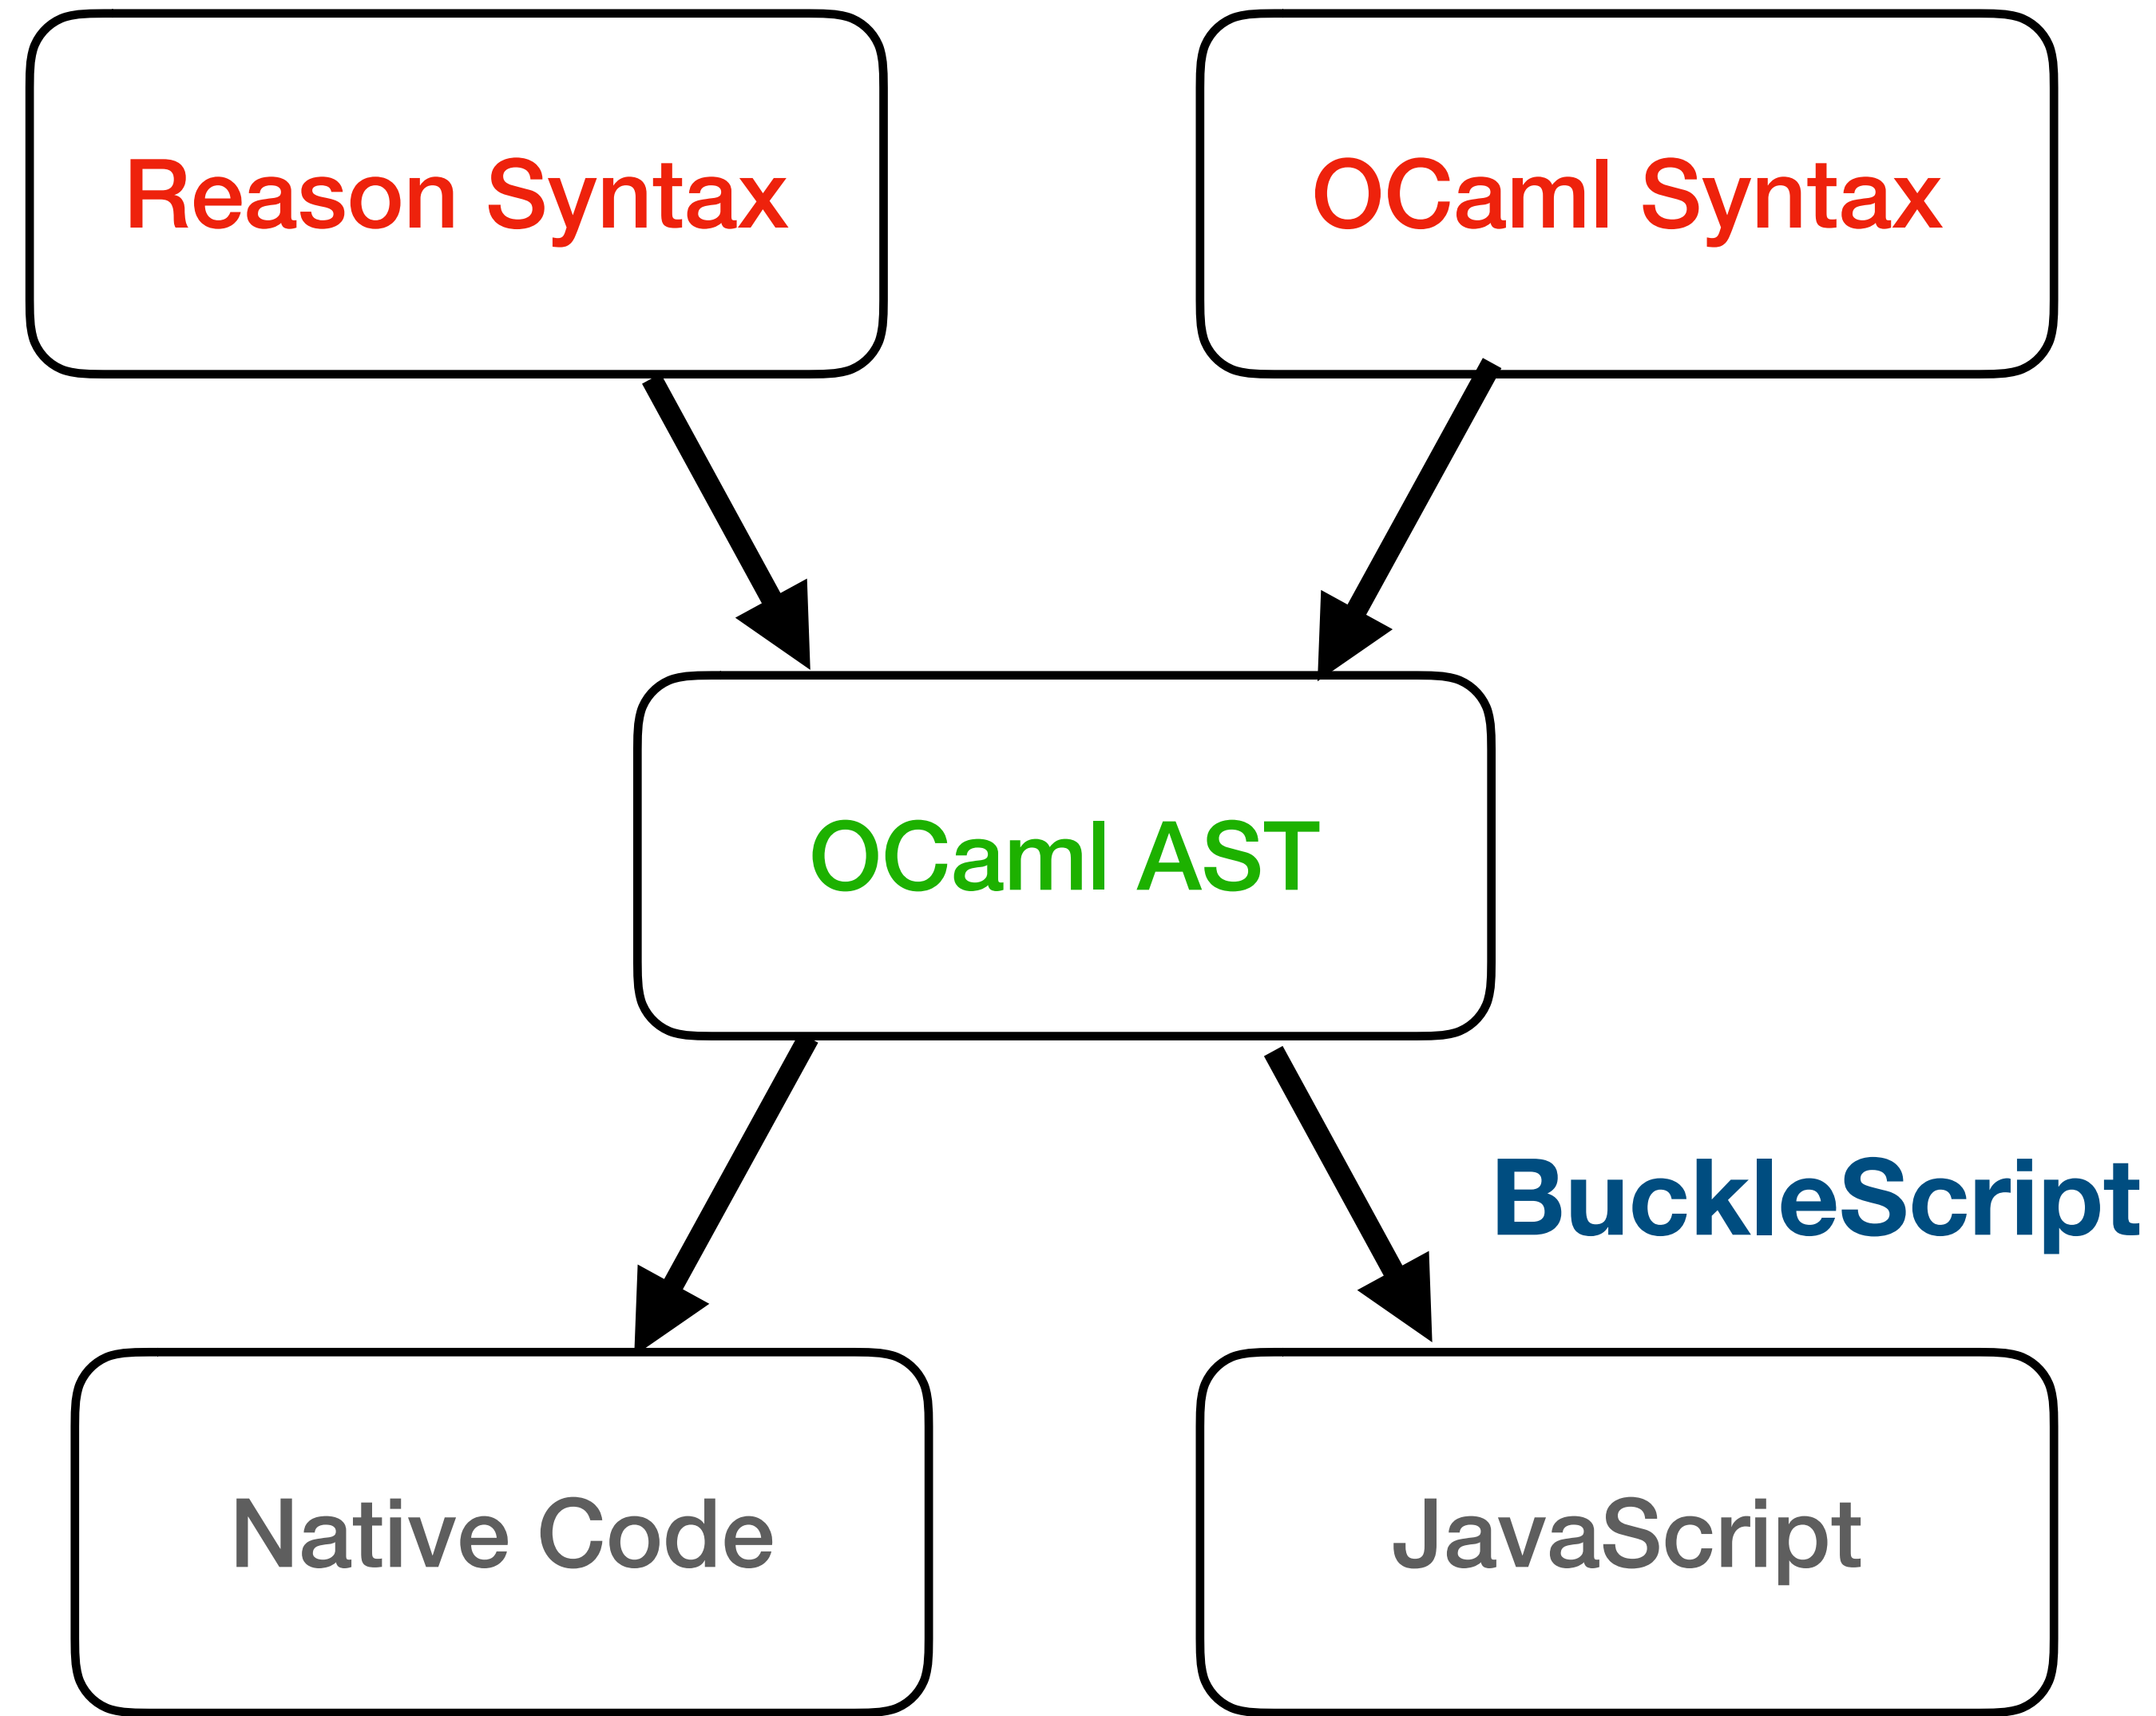 Reason Syntax
OCaml Syntax
OCaml AST
BuckleScript
Native Code
JavaScript